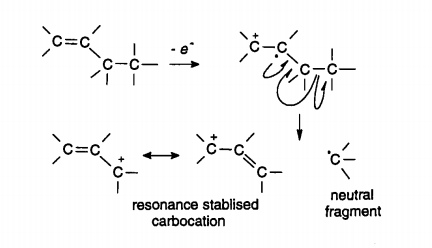 C=C
C–C
- e⁻
C⁺–C•
C–C
C=C
C⁺
C⁺–C
C
•C
resonance stablised
carbocation
neutral
fragment